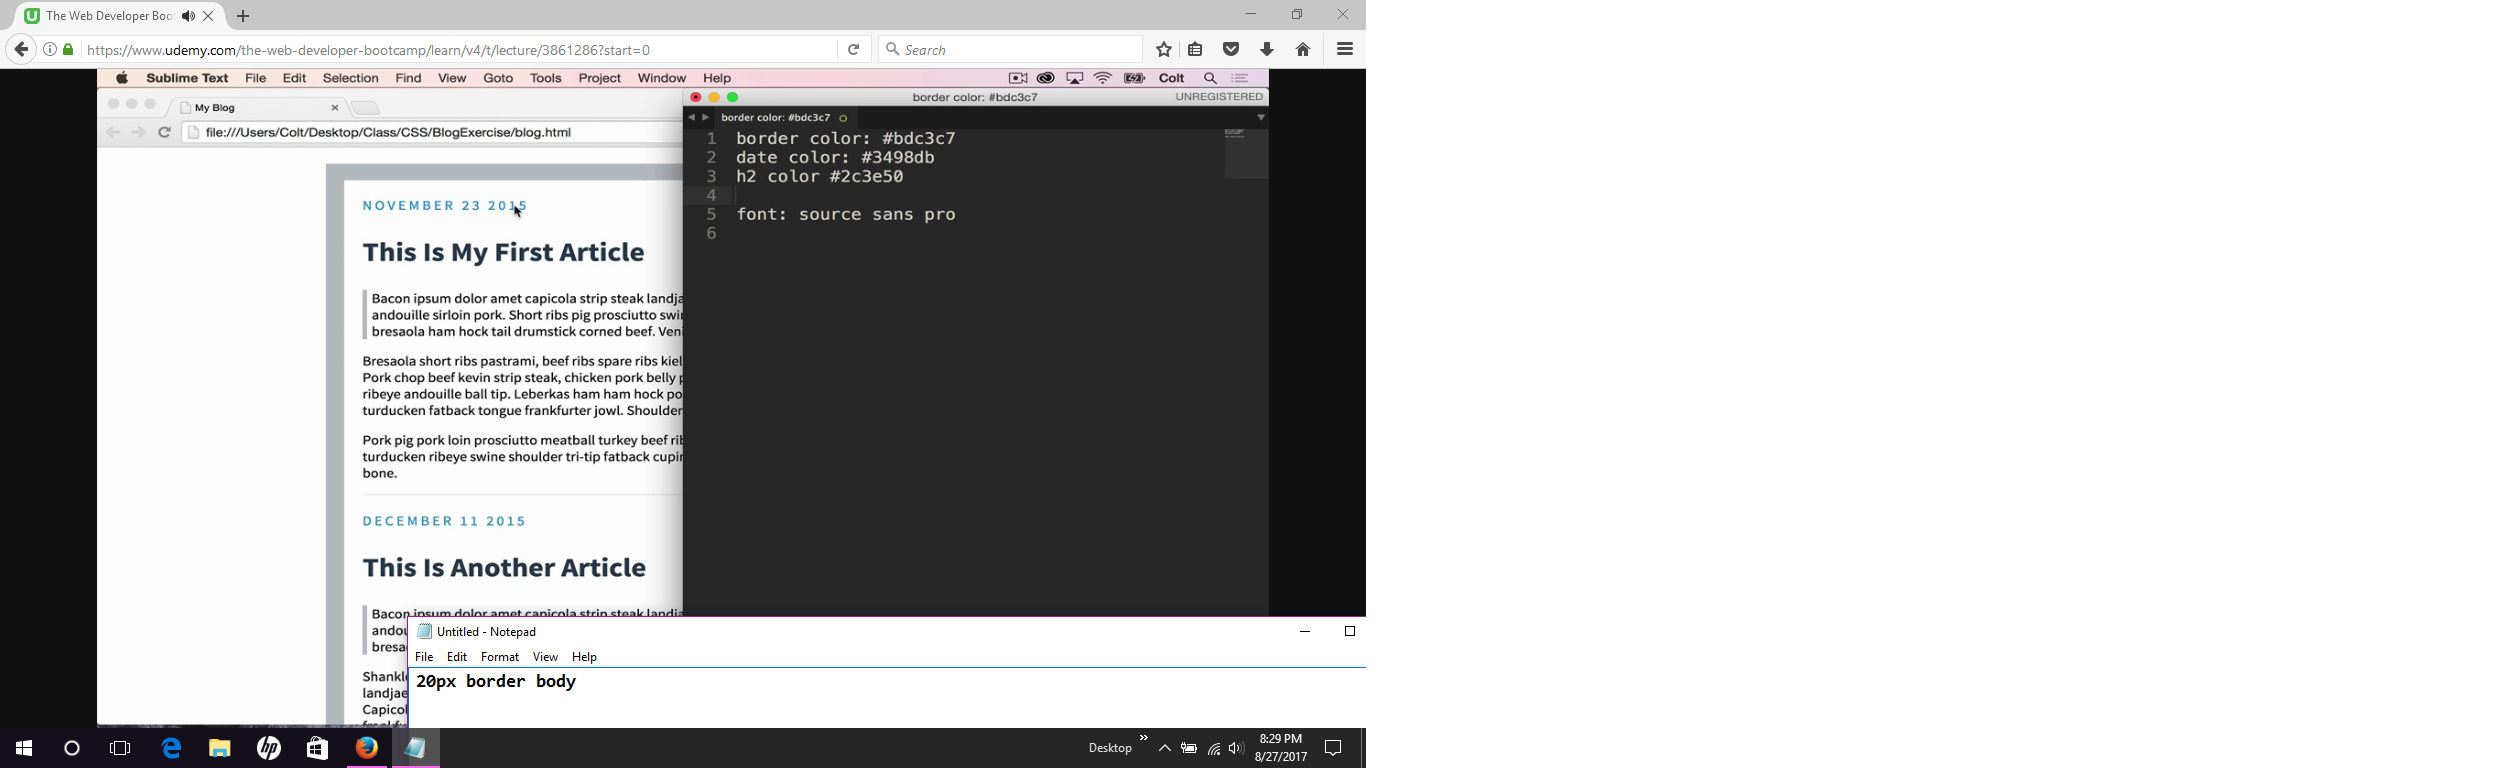 The Web Developer Boo
https://www.udemy.com/the-web-developer-bootcamp/learn/v4/t/lecture/3861286?start=0
Search
Sublime Text File Edit Selection Find View Goto Tools Project Window Help
Colt
My Blog
file:///Users/Colt/Desktop/Class/CSS/BlogExercise/blog.html
NOVEMBER 23 2015
This Is My First Article
Bacon ipsum dolor amet capicola strip steak landja
andouille sirloin pork. Short ribs pig prosciutto swi
bresaola ham hock tail drumstick corned beef. Veni
Bresaola short ribs pastrami, beef ribs spare ribs kiel
Pork chop beef kevin strip steak, chicken pork belly p
ribeye andouille ball tip. Leberkas ham ham hock po
turducken fatback tongue frankfurter jowl. Shoulder
Pork pig pork loin prosciutto meatball turkey beef rib
turducken ribeye swine shoulder tri-tip fatback cupi
bone.
DECEMBER 11 2015
This Is Another Article
Bacon ipsum dolor amet capicola strip steak landja
andou
bresa
Shankl
landjae
Capicol
border color: #bdc3c7
UNREGISTERED
border color: #bdc3c7
1 border color: #bdc3c7
2 date color: #3498db
3 h2 color #2c3e50
4
5 font: source sans pro
6
Untitled - Notepad
File Edit Format View Help
20px border body
hp
Desktop
8:29 PM
8/27/2017